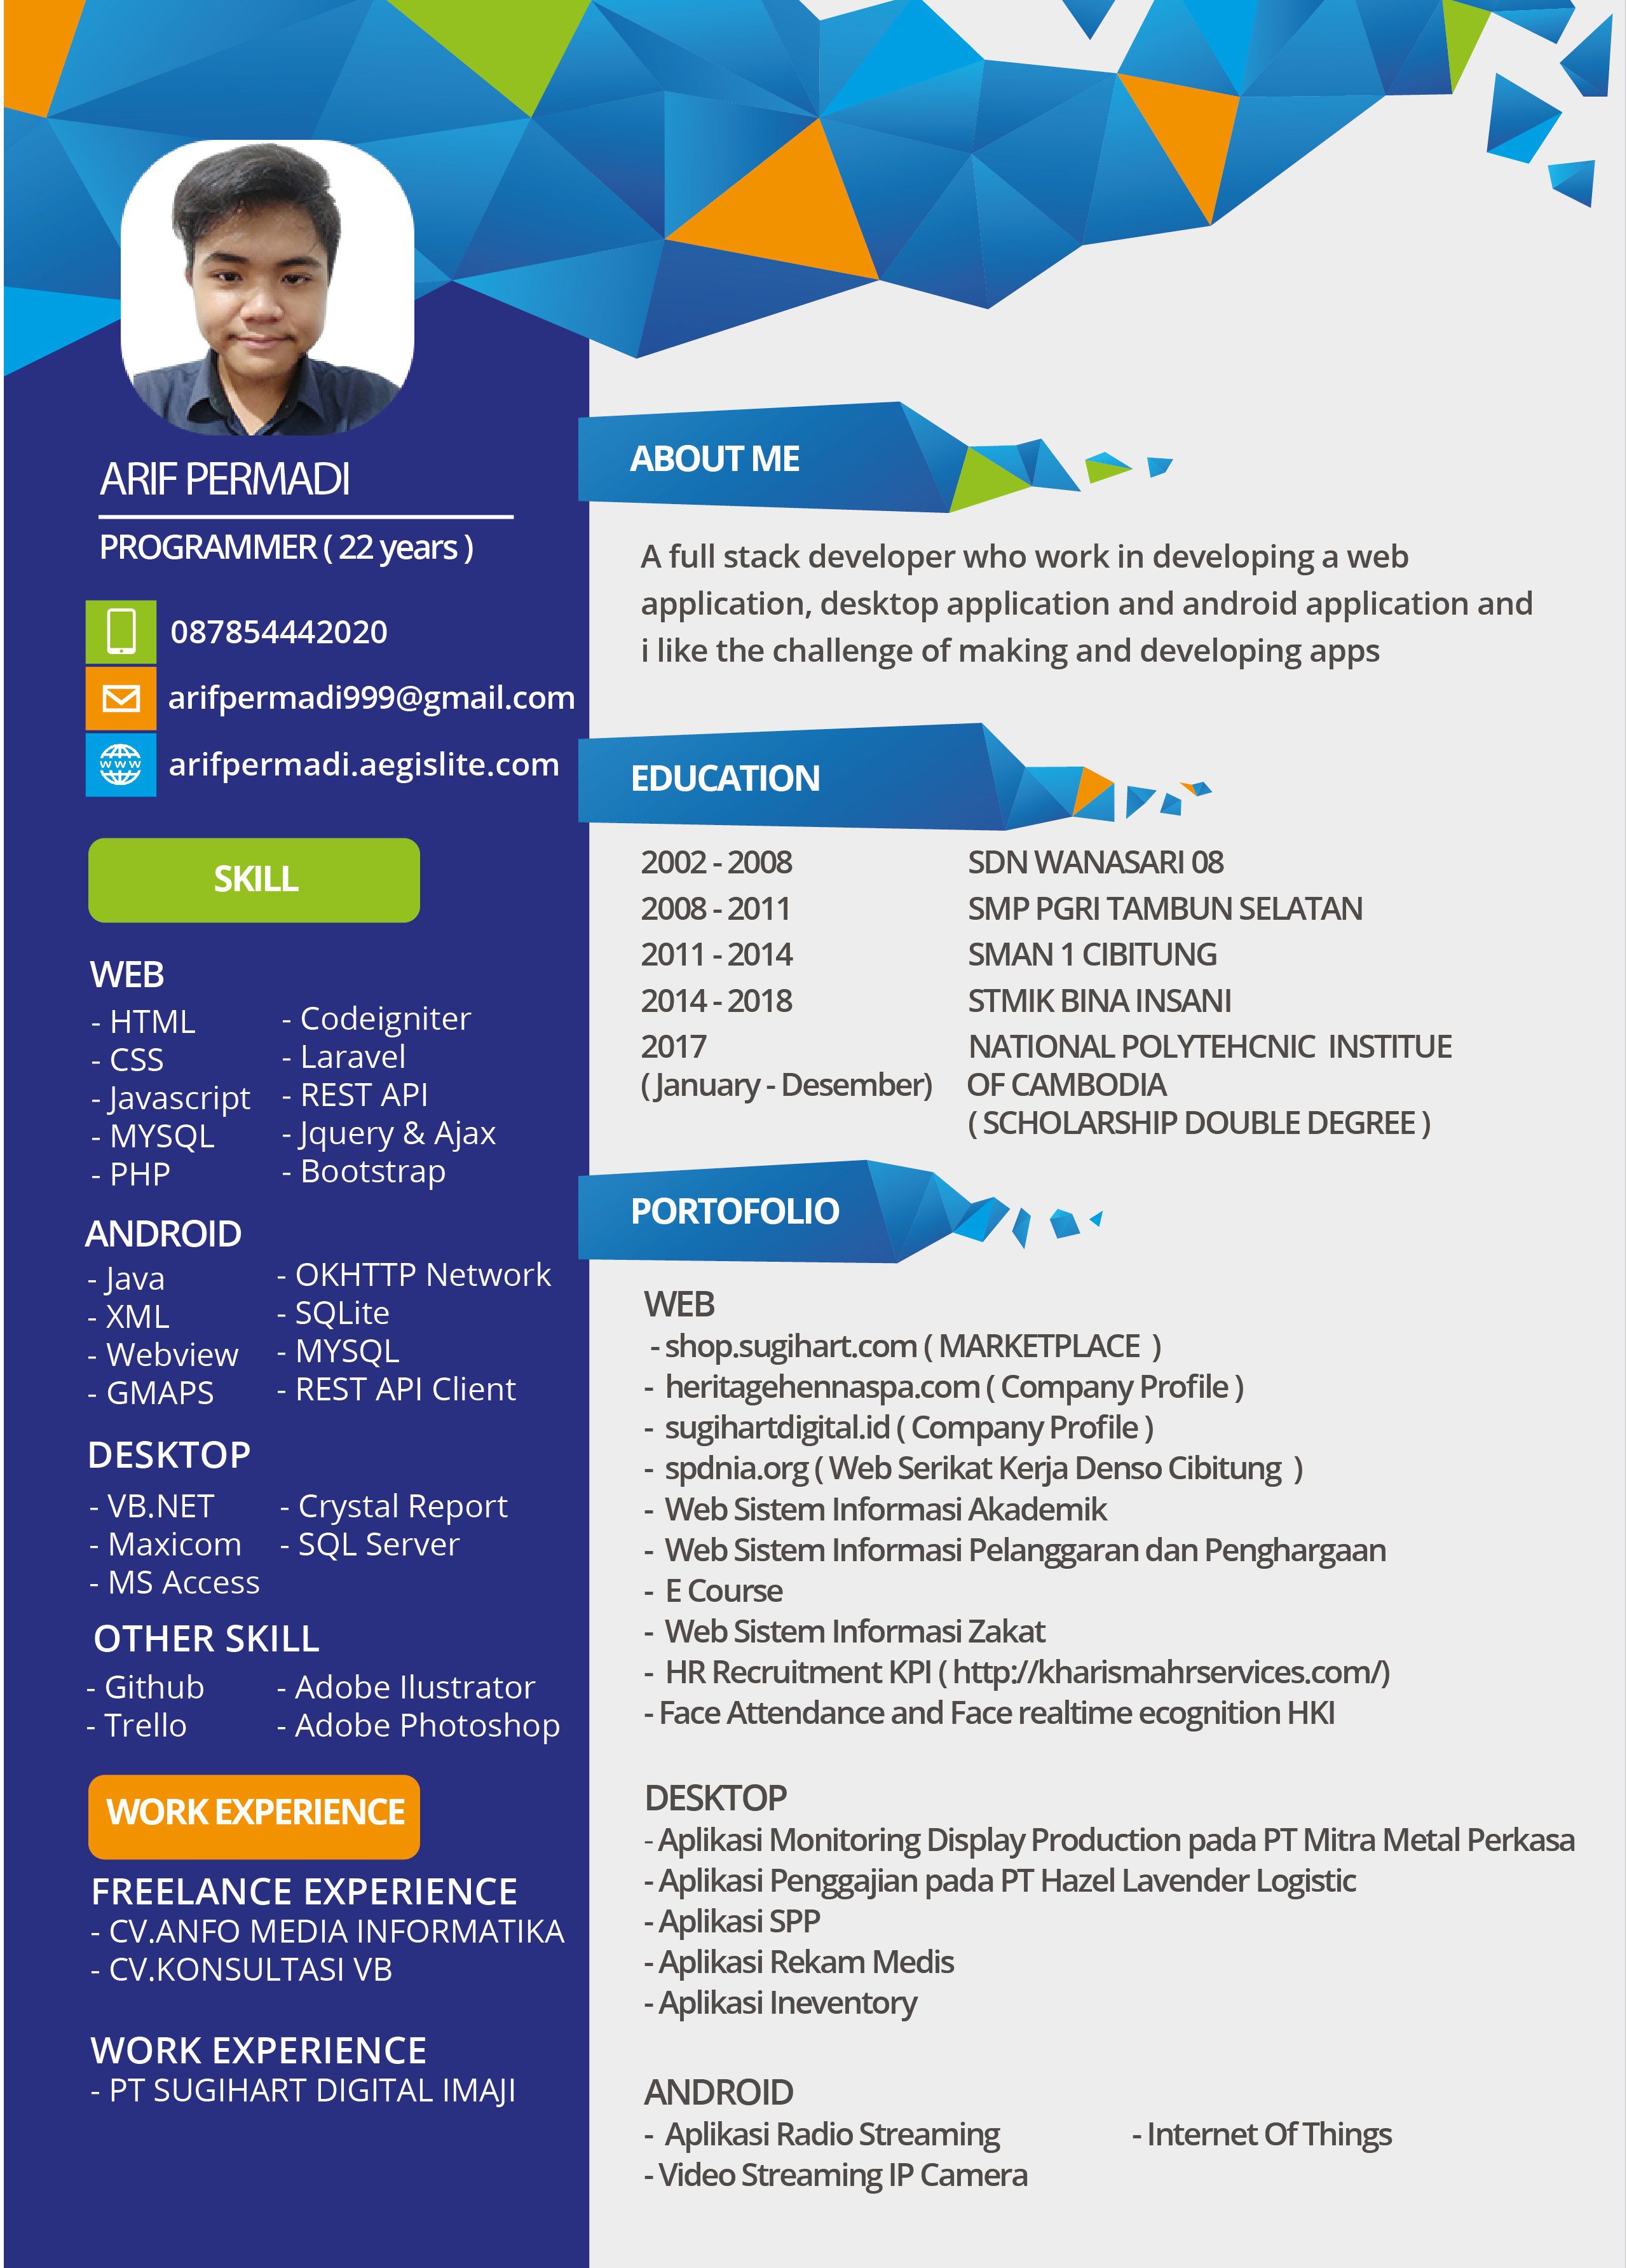 ARIF PERMADI
PROGRAMMER ( 22 years )
087854442020
arifpermadi999@gmail.com
www
arifpermadi.aegislite.com
SKILL
WEB
- HTML
- CSS
- Javascript
- MYSQL
- PHP
- Codeigniter
- Laravel
- REST API
- Jquery & Ajax
- Bootstrap
ANDROID
- Java
- XML
- Webview
- GMAPS
- OKHTTP Network
- SQLite
- MYSQL
- REST API Client
DESKTOP
- VB.NET
- Maxicom
- MS Access
- Crystal Report
- SQL Server
OTHER SKILL
- Github
- Trello
- Adobe Ilustrator
- Adobe Photoshop
WORK EXPERIENCE
FREELANCE EXPERIENCE
- CV.ANFO MEDIA INFORMATIKA
- CV.KONSULTASI VB
WORK EXPERIENCE
- PT SUGIHART DIGITAL IMAJI
ABOUT ME
A full stack developer who work in developing a web
application, desktop application and android application and
i like the challenge of making and developing apps
EDUCATION
2002 - 2008 SDN WANASARI 08
2008 - 2011 SMP PGRI TAMBUN SELATAN
2011 - 2014 SMAN 1 CIBITUNG
2014 - 2018 STMIK BINA INSANI
2017 NATIONAL POLYTEHCNIC INSTITUE
( January - Desember) OF CAMBODIA
( SCHOLARSHIP DOUBLE DEGREE )
PORTOFOLIO
WEB
- shop.sugihart.com ( MARKETPLACE )
- heritagehennaspa.com ( Company Profile )
- sugihartdigital.id ( Company Profile )
- spdnia.org ( Web Serikat Kerja Denso Cibitung )
- Web Sistem Informasi Akademik
- Web Sistem Informasi Pelanggaran dan Penghargaan
- E Course
- Web Sistem Informasi Zakat
- HR Recruitment KPI ( http://kharismahrservices.com/)
- Face Attendance and Face realtime ecognition HKI
DESKTOP
- Aplikasi Monitoring Display Production pada PT Mitra Metal Perkasa
- Aplikasi Penggajian pada PT Hazel Lavender Logistic
- Aplikasi SPP
- Aplikasi Rekam Medis
- Aplikasi Ineventory
ANDROID
- Aplikasi Radio Streaming - Internet Of Things
- Video Streaming IP Camera